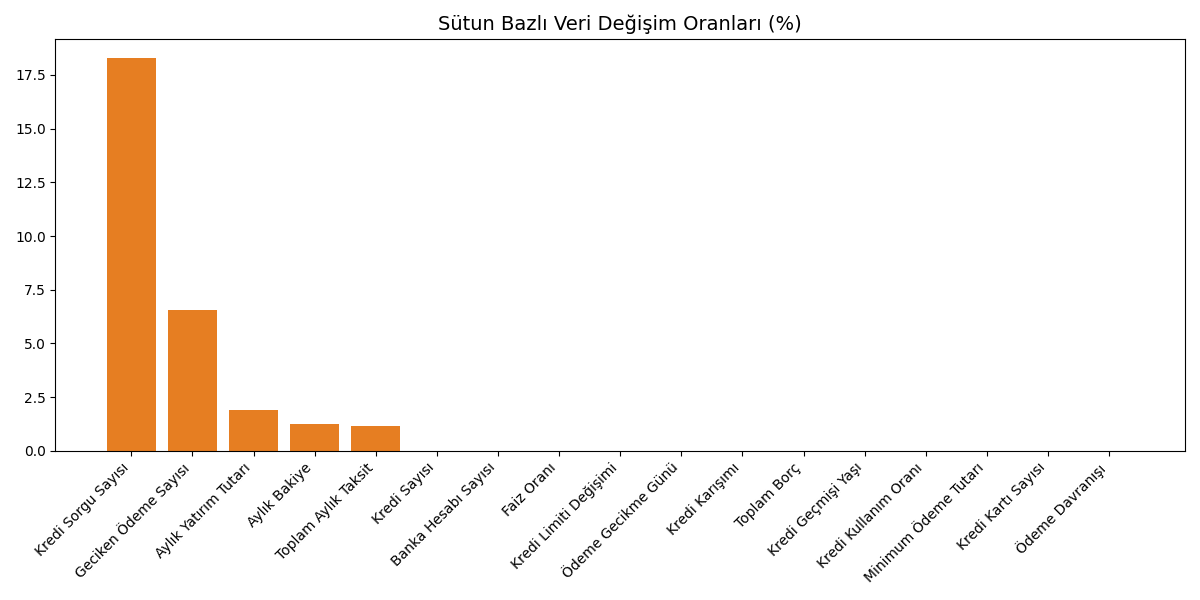 Sütun Bazlı Veri Değişim Oranları (%)
17.5
15.0
12.5
10.0
7.5
5.0
2.5
0.0
Kredi Sorgu Sayısı
Geciken Ödeme Sayısı
Aylık Yatırım Tutarı
Aylık Bakiye
Toplam Aylık Taksit
Kredi Sayısı
Banka Hesabı Sayısı
Faiz Oranı
Kredi Limiti Değişimi
Ödeme Gecikme Günü
Kredi Karışımı
Toplam Borç
Kredi Geçmişi Yaşı
Kredi Kullanım Oranı
Minimum Ödeme Tutarı
Kredi Kartı Sayısı
Ödeme Davranışı